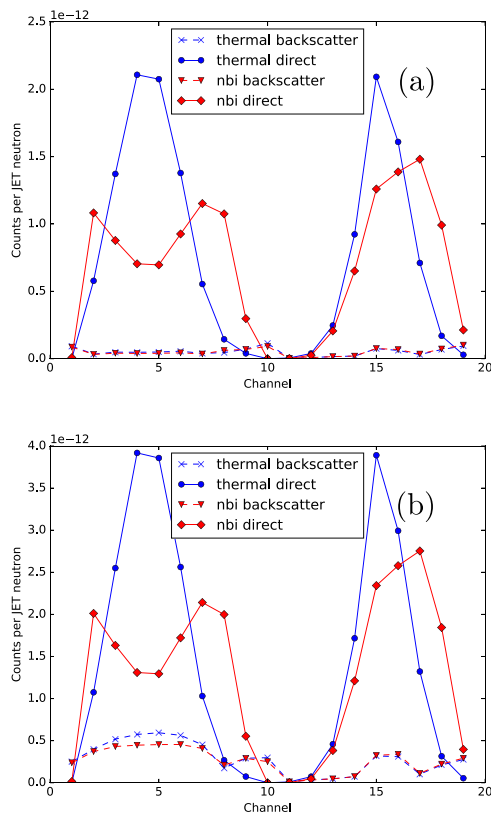 1e−12
2.5
2.0
1.5
1.0
0.5
0.0
Counts per JET neutron
thermal backscatter
thermal direct
nbi backscatter
nbi direct
(a)
0 5 10 15 20
Channel
1e−12
4.0
3.5
3.0
2.5
2.0
1.5
1.0
0.5
0.0
Counts per JET neutron
thermal backscatter
thermal direct
nbi backscatter
nbi direct
(b)
0 5 10 15 20
Channel